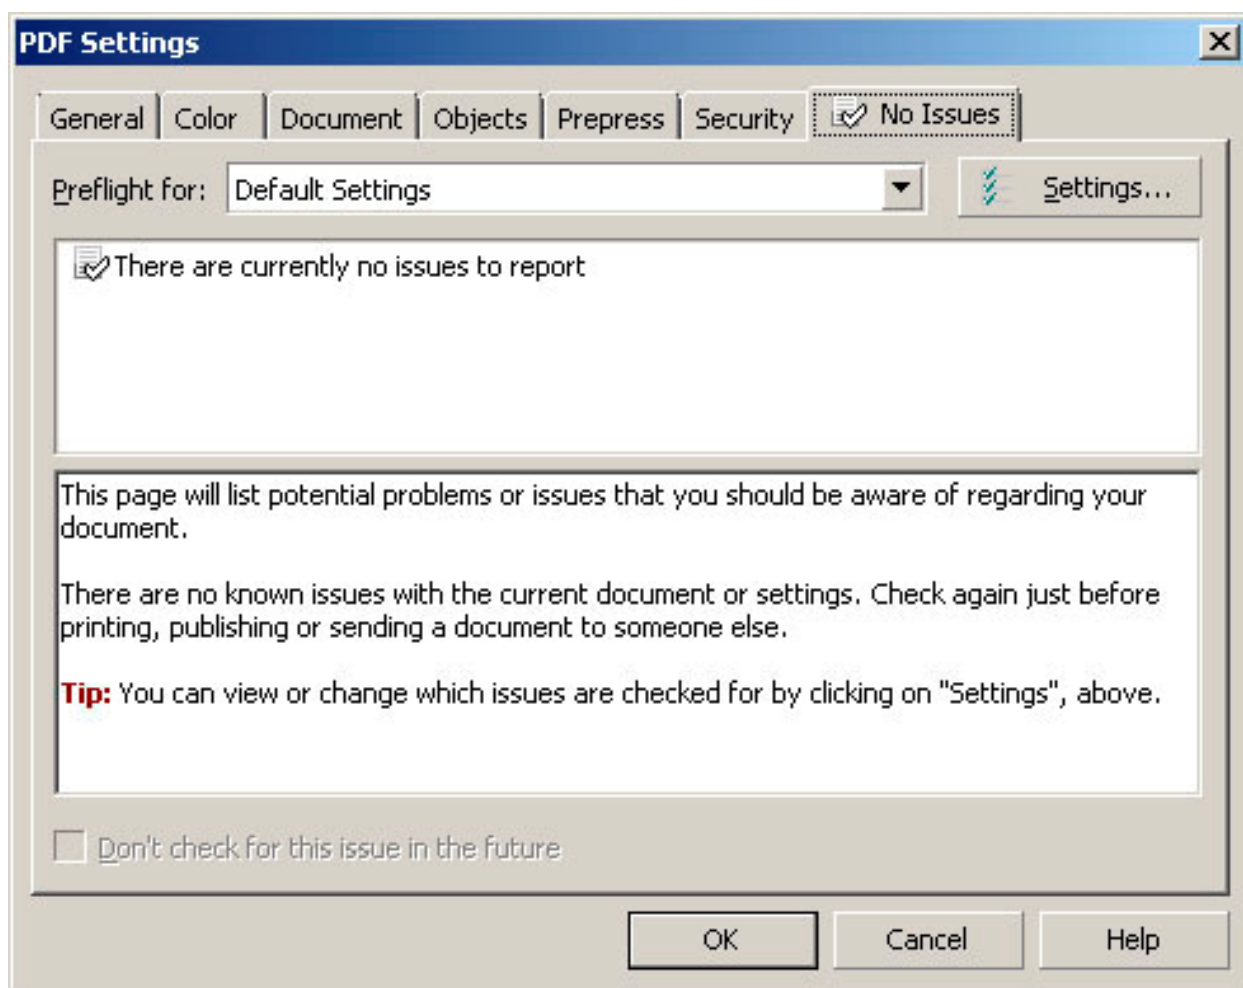 PDF Settings
General Color Document Objects Prepress Security No Issues
Preflight for: Default Settings Settings...
There are currently no issues to report
This page will list potential problems or issues that you should be aware of regarding your
document.
There are no known issues with the current document or settings. Check again just before
printing, publishing or sending a document to someone else.
Tip: You can view or change which issues are checked for by clicking on "Settings", above.
Don't check for this issue in the future
OK Cancel Help